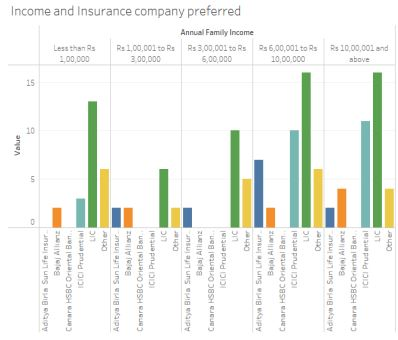 Income and Insurance company preferred
Annual Family Income
Less than Rs
1,00,000
Rs 1,00,001 to Rs
3,00,000
Rs 3,00,001 to Rs
6,00,000
Rs 6,00,001 to Rs
10,00,000
Rs 10,00,001 and
above
Value
15
10
5
0
Aditya Birla Sun Life Insur..
Bajaj Allianz
Canara HSBC Oriental Ban..
ICICI Prudential
LIC
Other
Aditya Birla Sun Life Insur..
Bajaj Allianz
Canara HSBC Oriental Ban..
ICICI Prudential
LIC
Other
Aditya Birla Sun Life Insur..
Bajaj Allianz
Canara HSBC Oriental Ban..
ICICI Prudential
LIC
Other
Aditya Birla Sun Life Insur..
Bajaj Allianz
Canara HSBC Oriental Ban..
ICICI Prudential
LIC
Other
Aditya Birla Sun Life Insur..
Bajaj Allianz
Canara HSBC Oriental Ban..
ICICI Prudential
LIC
Other